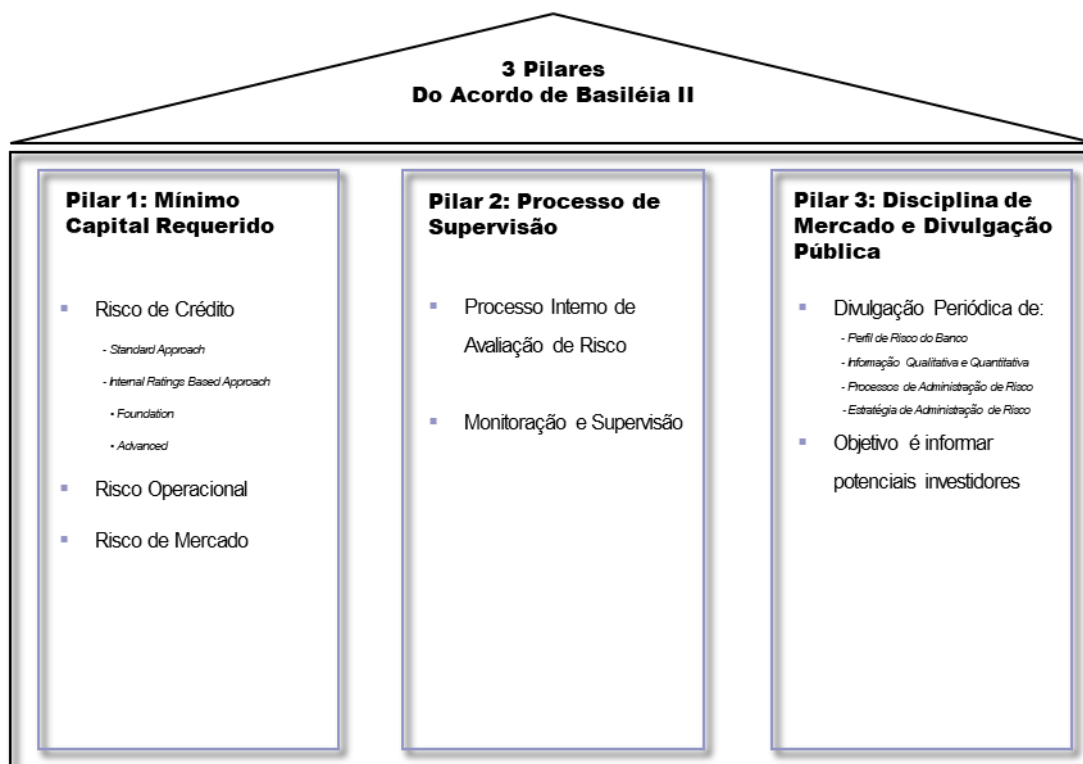 3 Pilares
Do Acordo de Basiléia II
Pilar 1: Mínimo
Capital Requerido
▪ Risco de Crédito
- Standard Approach
- Internal Ratings Based Approach
• Foundation
• Advanced
▪ Risco Operacional
▪ Risco de Mercado
Pilar 2: Processo de
Supervisão
▪ Processo Interno de
Avaliação de Risco
▪ Monitoração e Supervisão
Pilar 3: Disciplina de
Mercado e Divulgação
Pública
▪ Divulgação Periódica de:
- Perfil de Risco do Banco
- Informação Qualitativa e Quantitativa
- Processos de Administração de Risco
- Estratégia de Administração de Risco
▪ Objetivo é informar
potenciais investidores